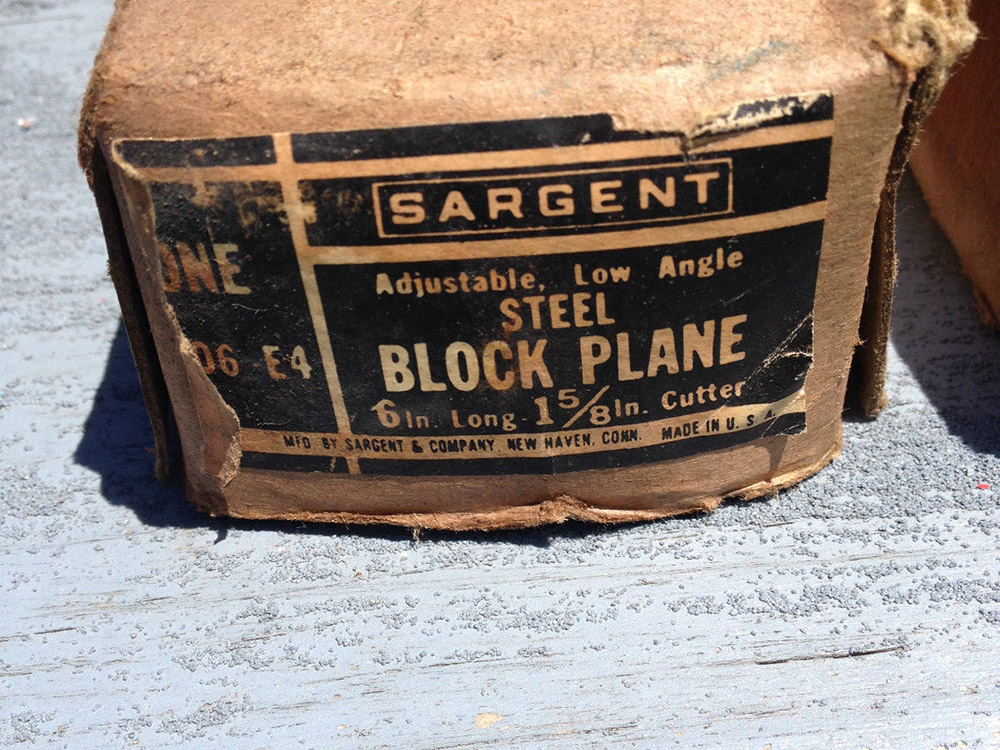 ONE
06-E4
SARGENT
Adjustable, Low Angle
STEEL
BLOCK PLANE
6 In. Long - 1 5/8 In. Cutter
MFD BY SARGENT & COMPANY, NEW HAVEN, CONN. MADE IN U. S. A.